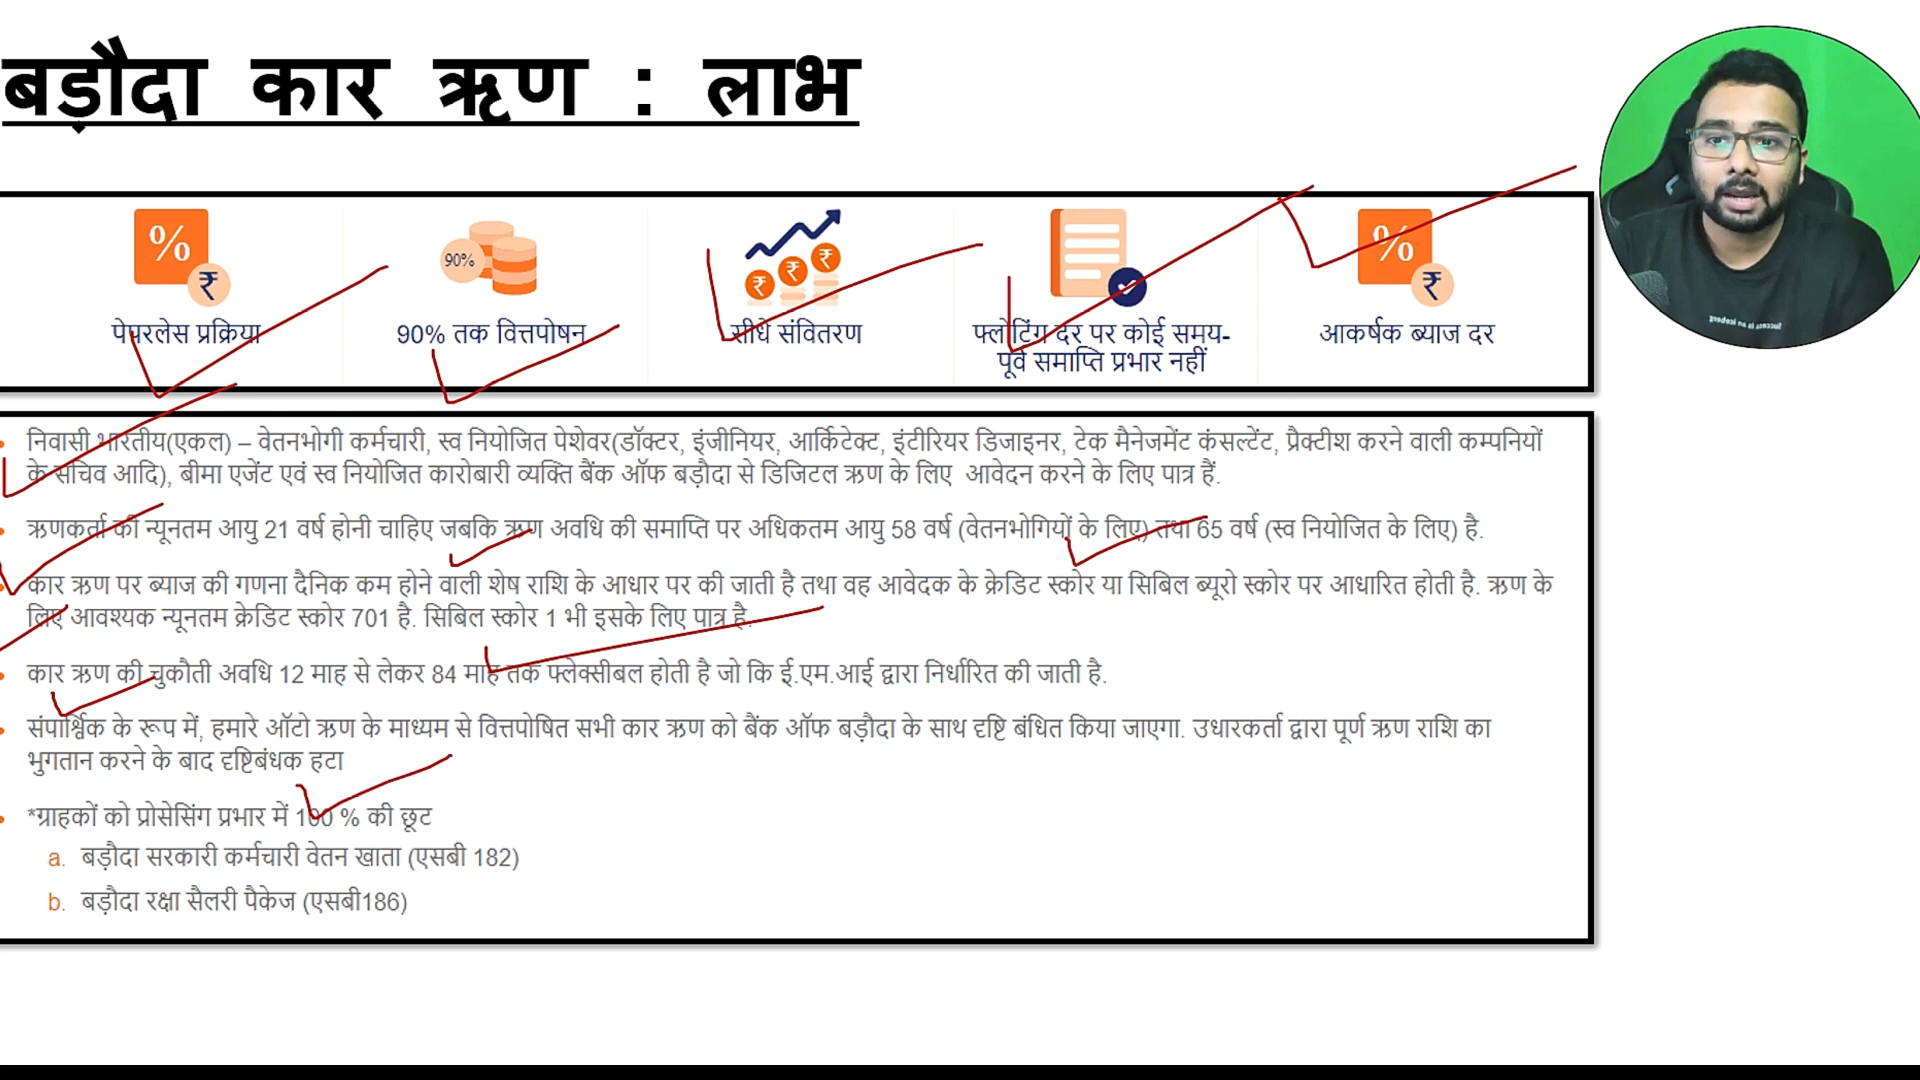 बड़ौदा कार ऋण : लाभ
%
₹
90%
₹ ₹ ₹
%
₹
पेपरलेस प्रक्रिया
90% तक वित्तपोषन
सीधे संवितरण
फ्लोटिंग दर पर कोई समय-
पूर्व समाप्ति प्रभार नहीं
आकर्षक ब्याज दर
निवासी भारतीय(एकल) – वेतनभोगी कर्मचारी, स्व नियोजित पेशेवर(डॉक्टर, इंजीनियर, आर्किटेक्ट, इंटीरियर डिजाइनर, टेक मैनेजमेंट कंसल्टेंट, प्रैक्टीश करने वाली कम्पनियों
के सचिव आदि), बीमा एजेंट एवं स्व नियोजित कारोबारी व्यक्ति बैंक ऑफ बड़ौदा से डिजिटल ऋण के लिए आवेदन करने के लिए पात्र हैं.
ऋणकर्ता की न्यूनतम आयु 21 वर्ष होनी चाहिए जबकि ऋण अवधि की समाप्ति पर अधिकतम आयु 58 वर्ष (वेतनभोगियों के लिए) तथा 65 वर्ष (स्व नियोजित के लिए) है.
कार ऋण पर ब्याज की गणना दैनिक कम होने वाली शेष राशि के आधार पर की जाती है तथा वह आवेदक के क्रेडिट स्कोर या सिबिल ब्यूरो स्कोर पर आधारित होती है. ऋण के
लिए आवश्यक न्यूनतम क्रेडिट स्कोर 701 है. सिबिल स्कोर 1 भी इसके लिए पात्र है.
कार ऋण की चुकौती अवधि 12 माह से लेकर 84 माह तक फ्लेक्सीबल होती है जो कि ई.एम.आई द्वारा निर्धारित की जाती है.
संपार्श्विक के रूप में, हमारे ऑटो ऋण के माध्यम से वित्तपोषित सभी कार ऋण को बैंक ऑफ बड़ौदा के साथ दृष्टि बंधित किया जाएगा. उधारकर्ता द्वारा पूर्ण ऋण राशि का
भुगतान करने के बाद दृष्टिबंधक हटा
*ग्राहकों को प्रोसेसिंग प्रभार में 100 % की छूट
a. बड़ौदा सरकारी कर्मचारी वेतन खाता (एसबी 182)
b. बड़ौदा रक्षा सैलरी पैकेज (एसबी186)